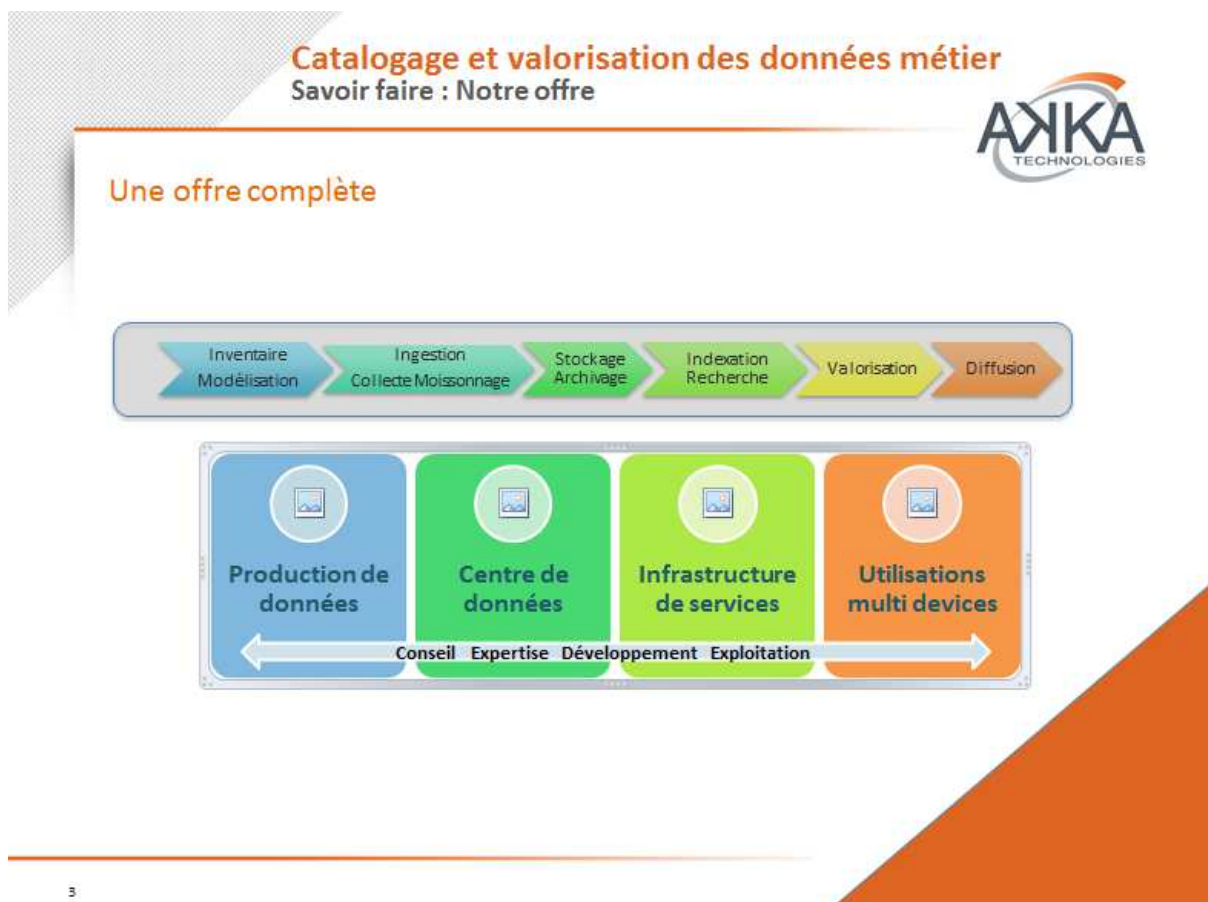 Catalogage et valorisation des données métier
Savoir faire : Notre offre
AKKA
TECHNOLOGIES
Une offre complète
Inventaire
Modélisation
Ingestion
Collecte Moissonnage
Stockage
Archivage
Indexation
Recherche
Valorisation
Diffusion
Production de
données
Centre de
données
Infrastructure
de services
Utilisations
multi devices
Conseil Expertise Développement Exploitation
3